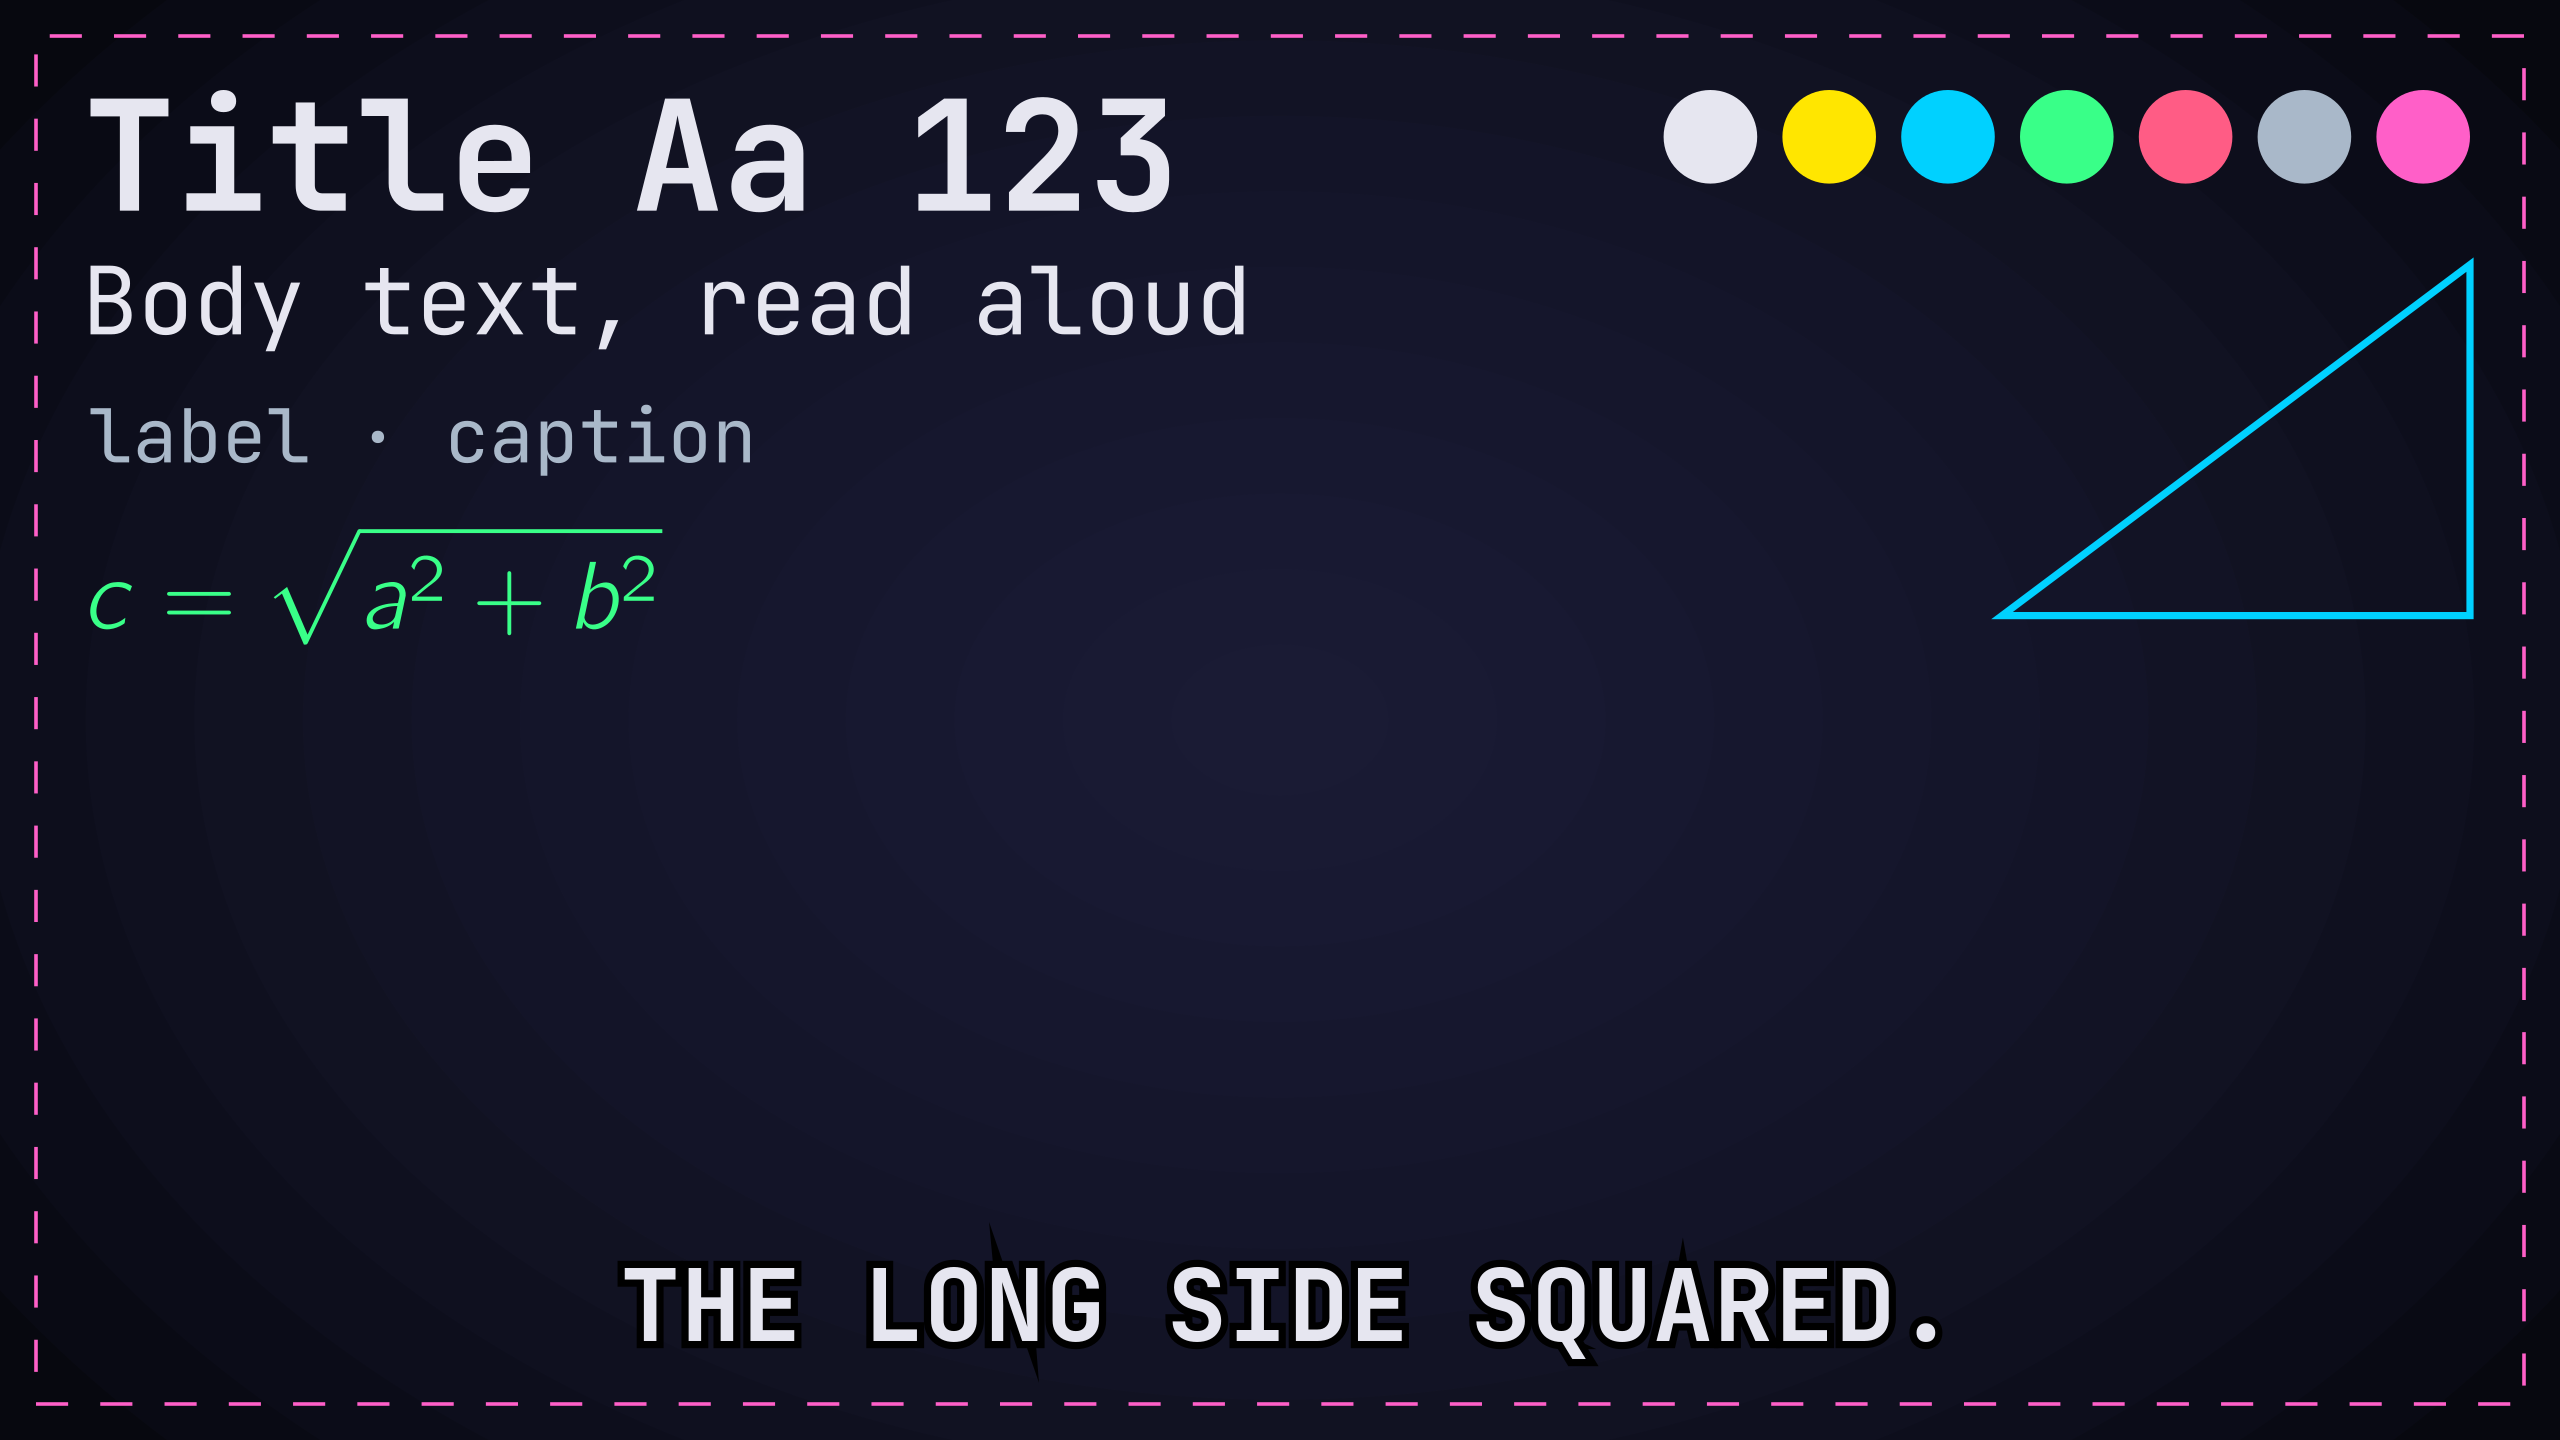 Title Aa 123
Body text, read aloud
label · caption
c = √(a² + b²)
THE LONG SIDE SQUARED.